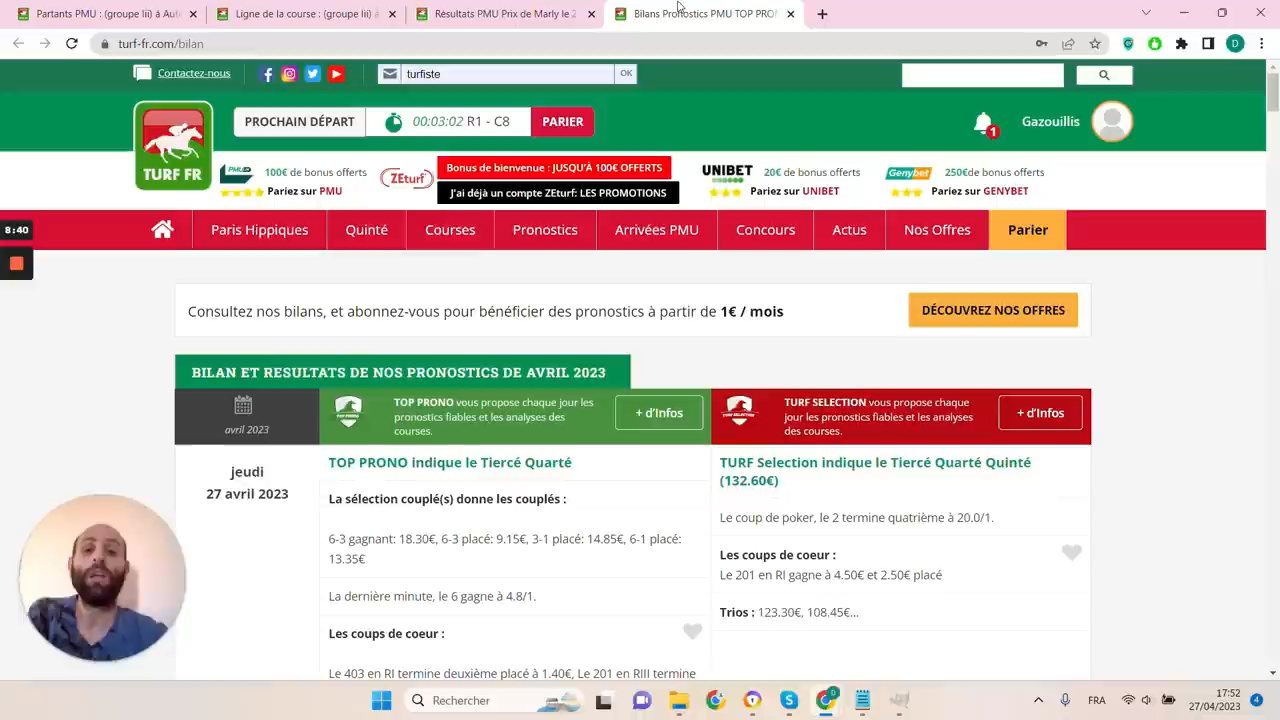 Partants PMU : (groupe Iii) à Aut
Ligne de la course : (groupe iii) à
Résultats PMU Prix de Marly le 2
Bilans Pronostics PMU TOP PRON
turf-fr.com/bilan
D
Contactez-nous
turfiste
OK
PROCHAIN DÉPART
00:03:02 R1 - C8
PARIER
1
Gazouillis
TURF FR
PMU
100€ de bonus offerts
Pariez sur PMU
ZEturf
Bonus de bienvenue : JUSQU'À 100€ OFFERTS
J'ai déjà un compte ZEturf: LES PROMOTIONS
UNIBET
20€ de bonus offerts
Pariez sur UNIBET
Genybet
250€de bonus offerts
Pariez sur GENYBET
8:40
Paris Hippiques
Quinté
Courses
Pronostics
Arrivées PMU
Concours
Actus
Nos Offres
Parier
Consultez nos bilans, et abonnez-vous pour bénéficier des pronostics à partir de 1€ / mois
DÉCOUVREZ NOS OFFRES
BILAN ET RESULTATS DE NOS PRONOSTICS DE AVRIL 2023
avril 2023
TOP PRONO
TOP PRONO vous propose chaque jour les
pronostics fiables et les analyses des
courses.
+ d'Infos
TURF SELECTION
TURF SELECTION vous propose chaque
jour les pronostics fiables et les analyses
des courses.
+ d'Infos
jeudi
27 avril 2023
TOP PRONO indique le Tiercé Quarté
La sélection couplé(s) donne les couplés :
6-3 gagnant: 18.30€, 6-3 placé: 9.15€, 3-1 placé: 14.85€, 6-1 placé:
13.35€
La dernière minute, le 6 gagne à 4.8/1.
Les coups de coeur :
Le 403 en RI termine deuxième placé à 1.40€, Le 201 en RIII termine
TURF Selection indique le Tiercé Quarté Quinté
(132.60€)
Le coup de poker, le 2 termine quatrième à 20.0/1.
Les coups de coeur :
Le 201 en RI gagne à 4.50€ et 2.50€ placé
Trios : 123.30€, 108.45€...
Rechercher
FRA
17:52
27/04/2023
4